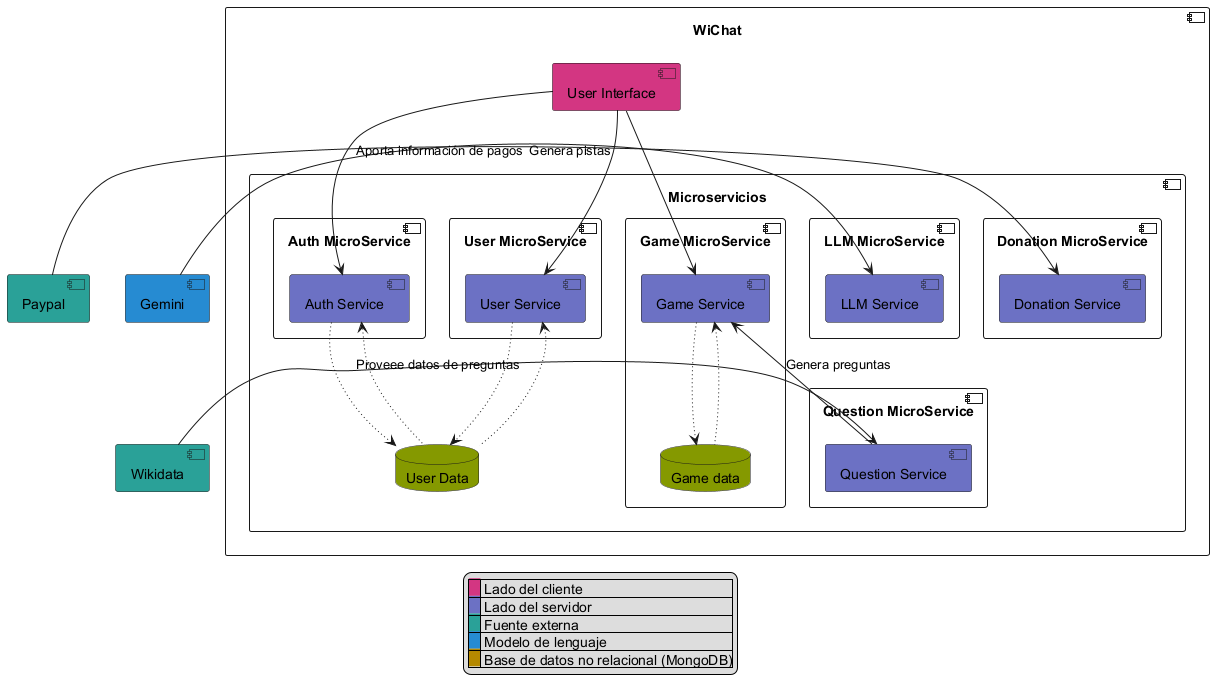 WiChat
User Interface
Aporta información de pagos
Genera pistas
Microservicios
Auth MicroService
User MicroService
Game MicroService
LLM MicroService
Donation MicroService
Paypal
Gemini
Auth Service
User Service
Game Service
LLM Service
Donation Service
Proveee datos de preguntas
Genera preguntas
Question MicroService
Wikidata
User Data
Game data
Question Service
Lado del cliente
Lado del servidor
Fuente externa
Modelo de lenguaje
Base de datos no relacional (MongoDB)